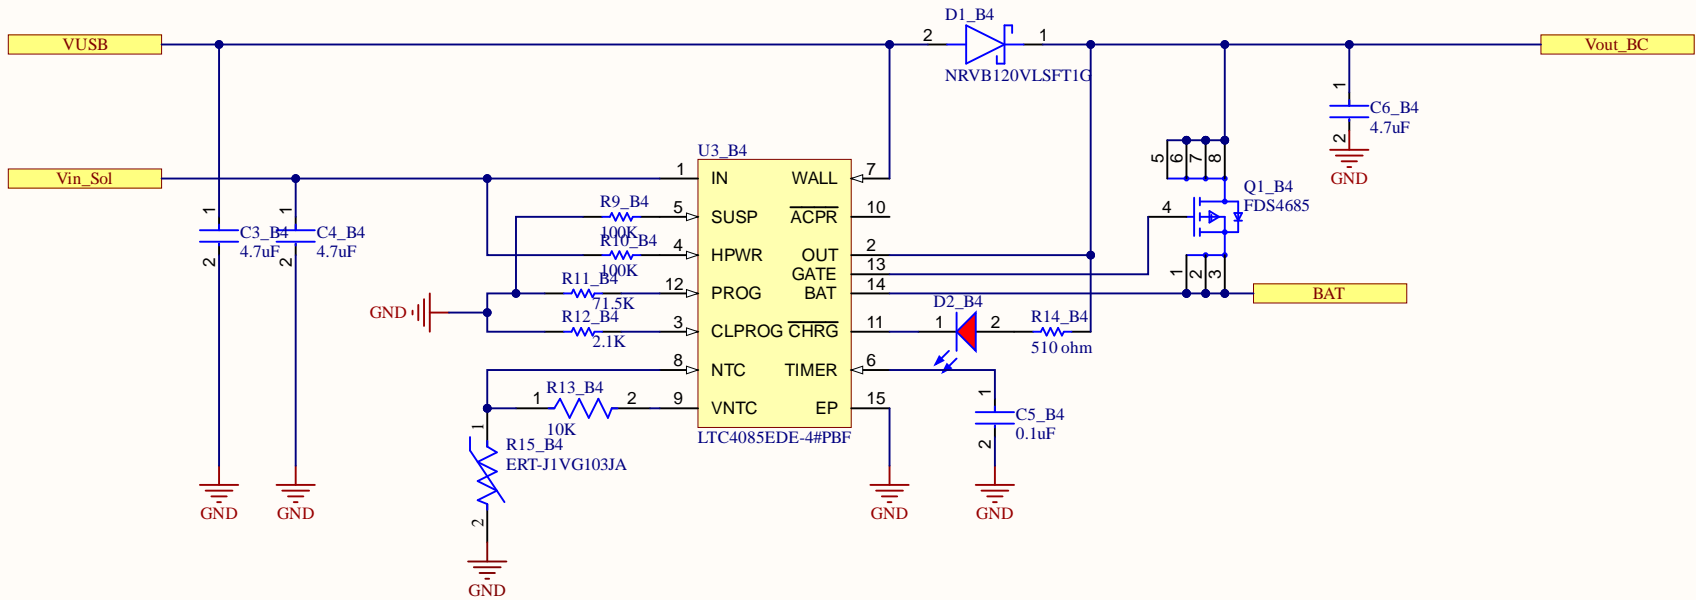 D1_B4
VUSB
2
1
Vout_BC
NRVB120VLSFT1G
1
C6_B4
4.7uF
2
GND
U3_B4
5
6
7
8
Vin_Sol
1
IN
WALL
7
Q1_B4
FDS4685
R9_B4
100K
5
SUSP
ACPR
10
4
1
C3_B4
4.7uF
2
1
C4_B4
4.7uF
2
R10_B4
100K
4
HPWR
OUT
2
GATE
13
R11_B4
71.5K
12
PROG
BAT
14
1
2
3
BAT
GND
R12_B4
2.1K
3
CLPROG
CHRG
11
D2_B4
1
2
R14_B4
510 ohm
8
NTC
TIMER
6
R13_B4
1
2
10K
9
VNTC
EP
15
1
C5_B4
0.1uF
2
LTC4085EDE-4#PBF
1
R15_B4
ERT-J1VG103JA
2
GND
GND
GND
GND
GND